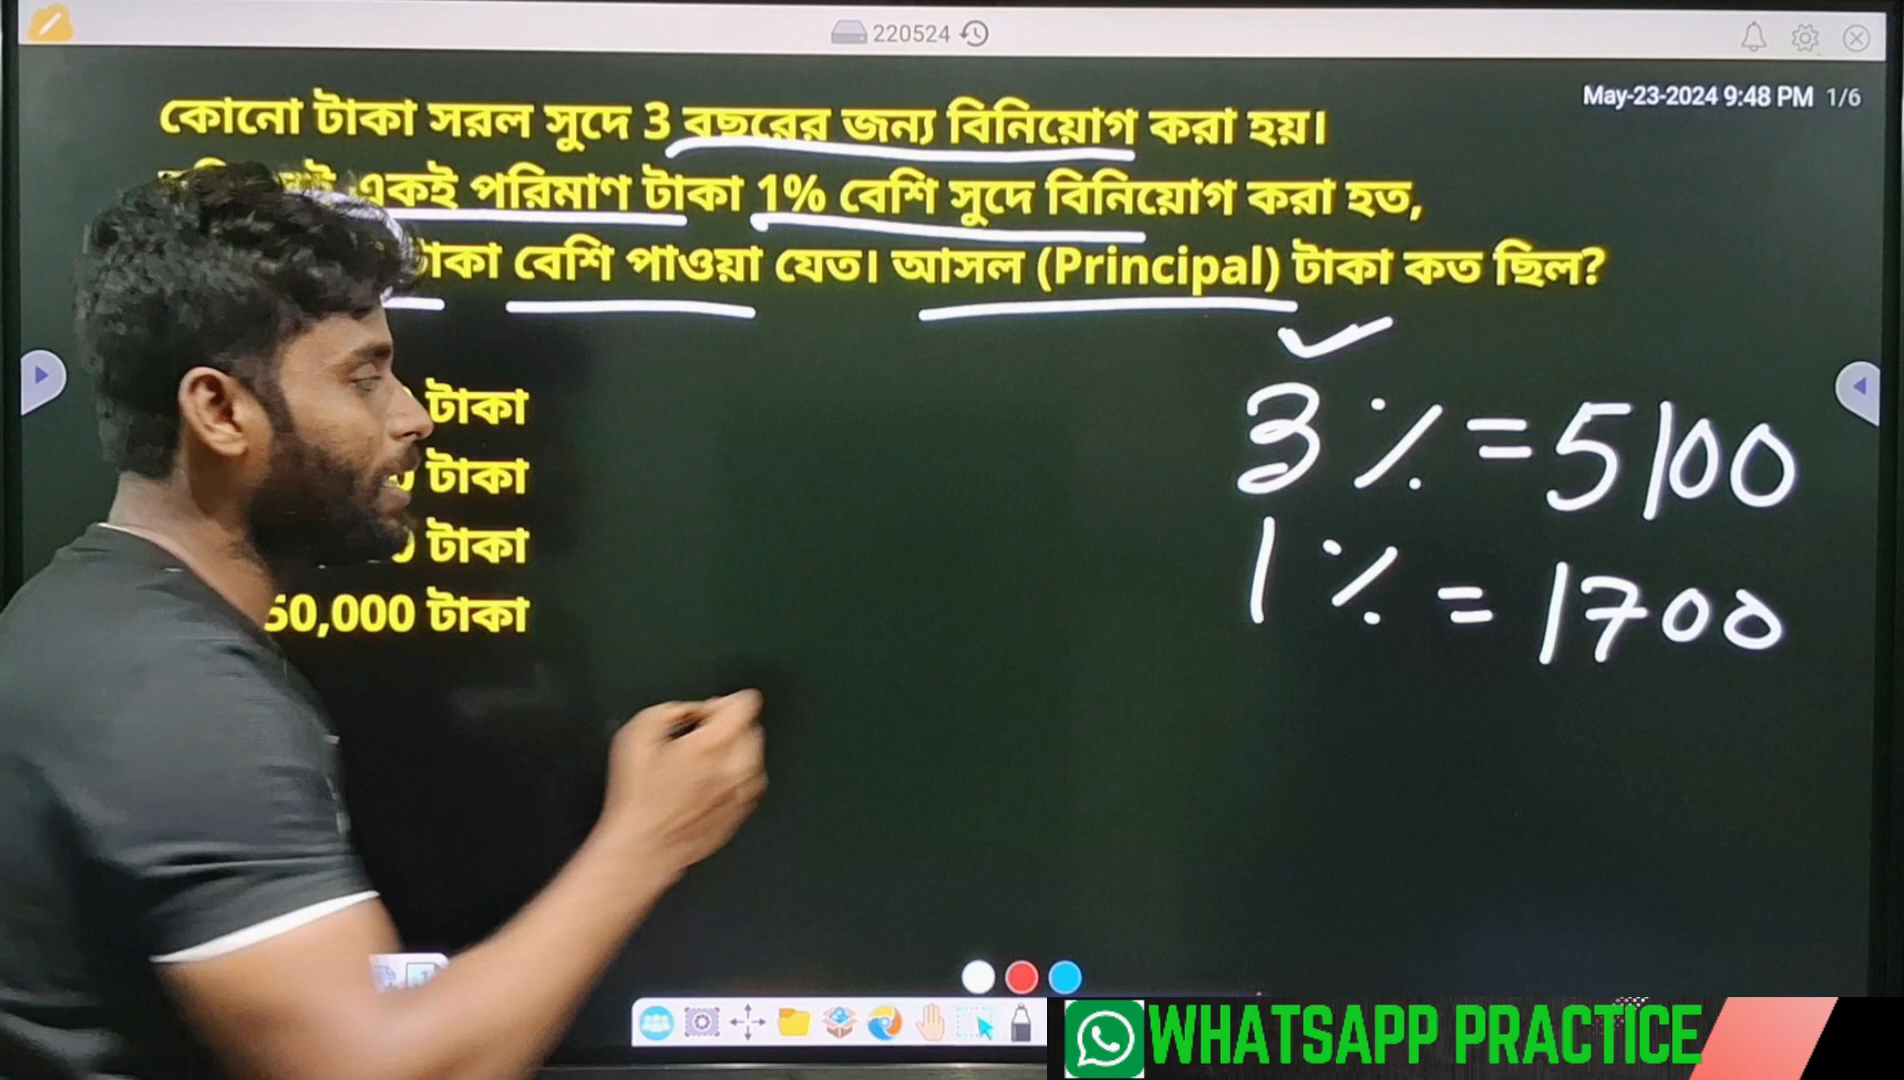 220524
May-23-2024 9:48 PM 1/6
কোনো টাকা সরল সুদে 3 বছরের জন্য বিনিয়োগ করা হয়।
একই পরিমাণ টাকা 1% বেশি সুদে বিনিয়োগ করা হত,
টাকা বেশি পাওয়া যেত। আসল (Principal) টাকা কত ছিল?
টাকা
টাকা
টাকা
50,000 টাকা
3% = 5100
1% = 1700
WHATSAPP PRACTICE